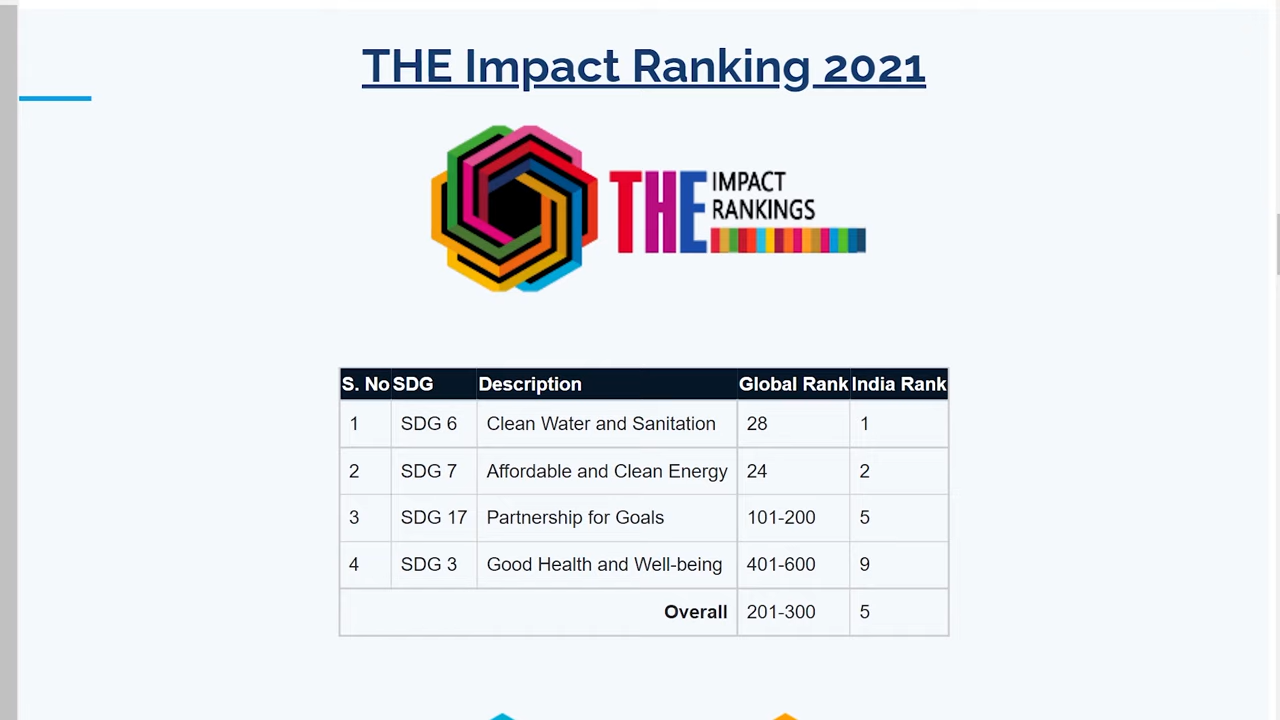 THE Impact Ranking 2021
THE IMPACT
RANKINGS
S. No SDG Description Global Rank India Rank
1 SDG 6 Clean Water and Sanitation 28 1
2 SDG 7 Affordable and Clean Energy 24 2
3 SDG 17 Partnership for Goals 101-200 5
4 SDG 3 Good Health and Well-being 401-600 9
Overall 201-300 5